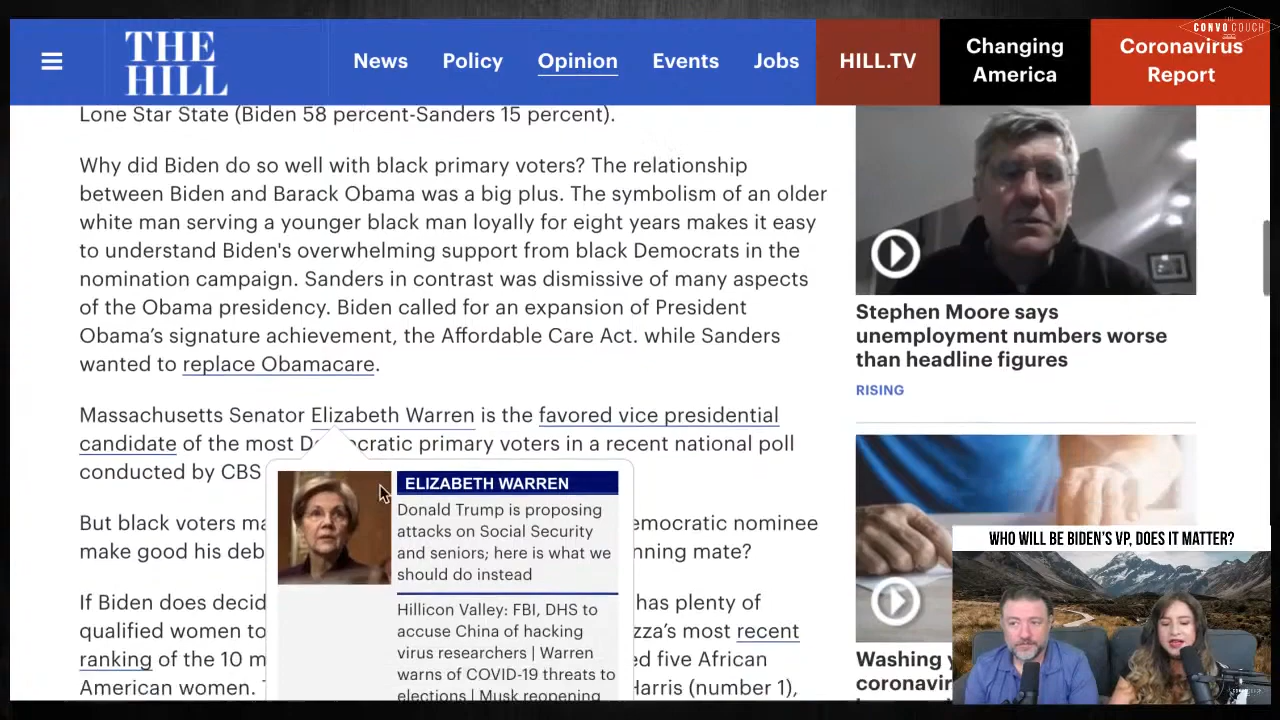 THE
HILL
News Policy Opinion Events Jobs HILL.TV
Changing
America
Coronavirus
Report
CONVO COUCH
Lone Star State (Biden 58 percent-Sanders 15 percent).
Why did Biden do so well with black primary voters? The relationship
between Biden and Barack Obama was a big plus. The symbolism of an older
white man serving a younger black man loyally for eight years makes it easy
to understand Biden's overwhelming support from black Democrats in the
nomination campaign. Sanders in contrast was dismissive of many aspects
of the Obama presidency. Biden called for an expansion of President
Obama’s signature achievement, the Affordable Care Act. while Sanders
wanted to replace Obamacare.
Massachusetts Senator Elizabeth Warren is the favored vice presidential
candidate of the most Democratic primary voters in a recent national poll
conducted by CBS
But black voters ma emocratic nominee
make good his deb nning mate?
If Biden does decid has plenty of
qualified women to zza’s most recent
ranking of the 10 m ed five African
American women. Harris (number 1),
ELIZABETH WARREN
Donald Trump is proposing
attacks on Social Security
and seniors; here is what we
should do instead
Hillicon Valley: FBI, DHS to
accuse China of hacking
virus researchers | Warren
warns of COVID-19 threats to
elections | Musk reopening
Stephen Moore says
unemployment numbers worse
than headline figures
RISING
Washing y
coronavir
WHO WILL BE BIDEN'S VP, DOES IT MATTER?